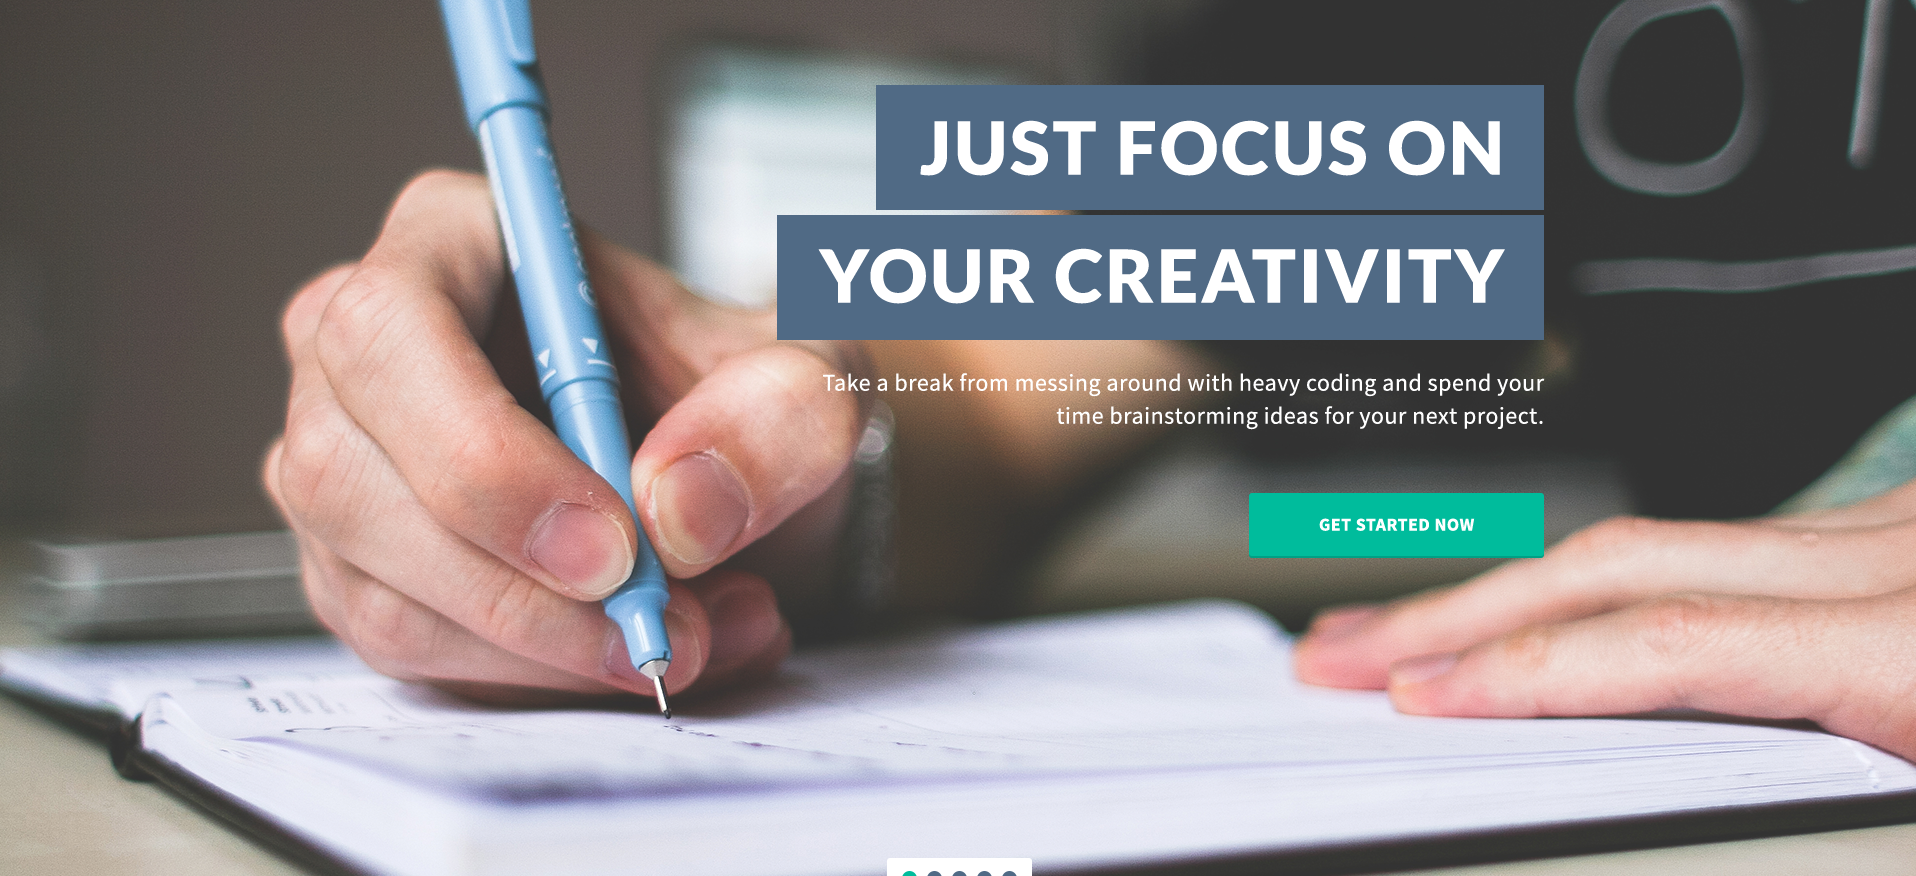 JUST FOCUS ON
YOUR CREATIVITY
Take a break from messing around with heavy coding and spend your
time brainstorming ideas for your next project.
GET STARTED NOW